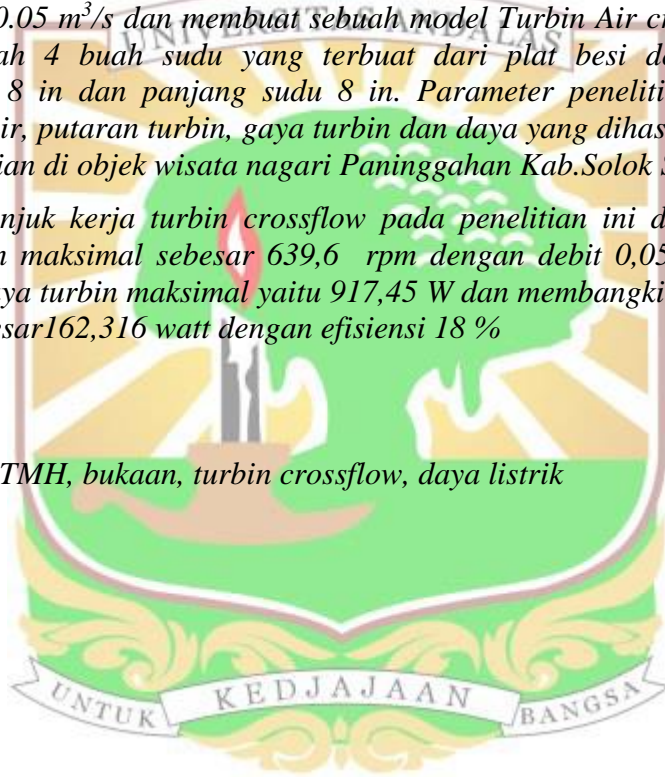 0.05 m³/s dan membuat sebuah model Turbin Air c
UNIVERSITAS ANDALAS
ah 4 buah sudu yang terbuat dari plat besi d
8 in dan panjang sudu 8 in. Parameter peneliti
ir, putaran turbin, gaya turbin dan daya yang dihas
ian di objek wisata nagari Paninggahan Kab.Solok S
njuk kerja turbin crossflow pada penelitian ini d
n maksimal sebesar 639,6 rpm dengan debit 0,05
ya turbin maksimal yaitu 917,45 W dan membangki
sar162,316 watt dengan efisiensi 18 %
TMH, bukaan, turbin crossflow, daya listrik
UNTUK KEDJAJAAN BANGSA